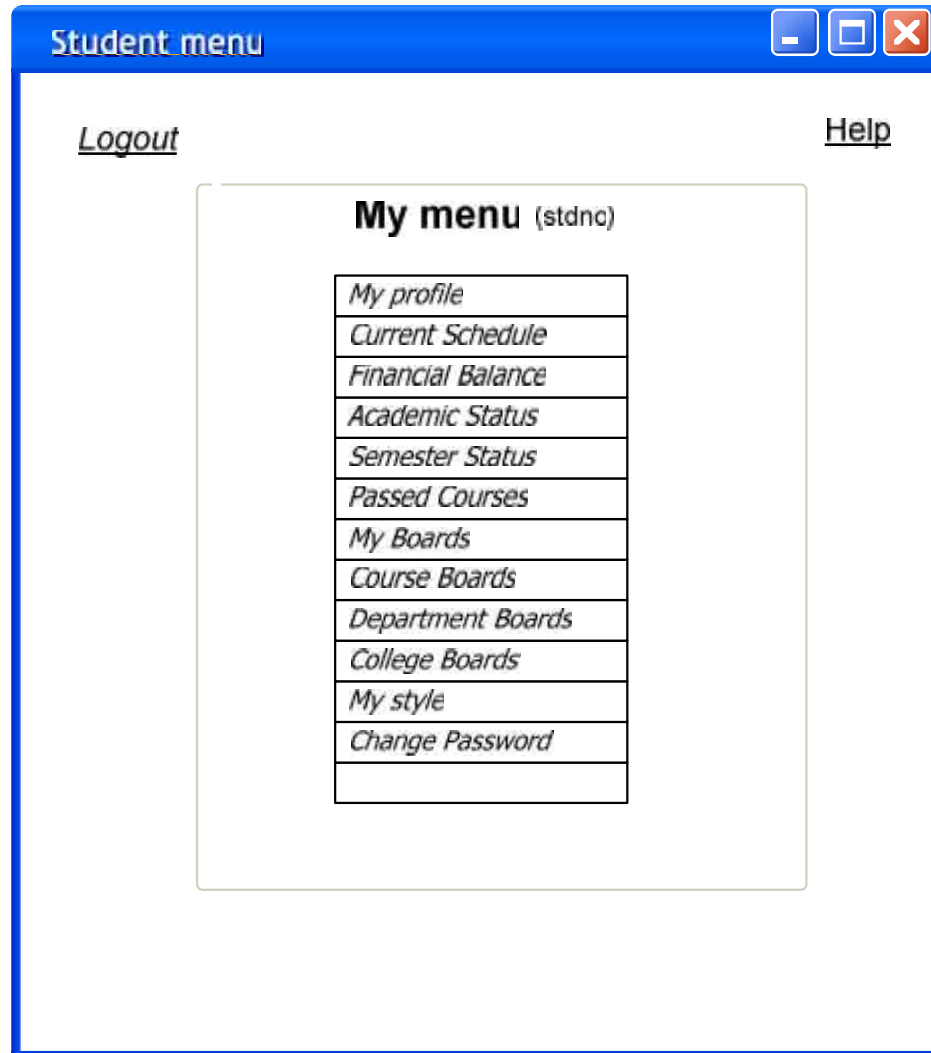 Student menu
Logout
Help
My menu (stdno)
My profile
Current Schedule
Financial Balance
Academic Status
Semester Status
Passed Courses
My Boards
Course Boards
Department Boards
College Boards
My style
Change Password